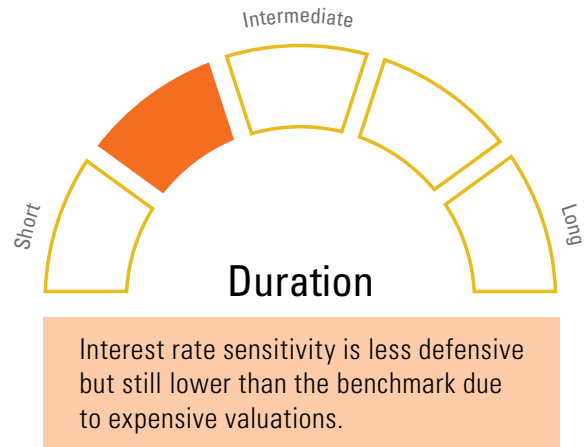 Intermediate
Short
Long
Duration
Interest rate sensitivity is less defensive
but still lower than the benchmark due
to expensive valuations.